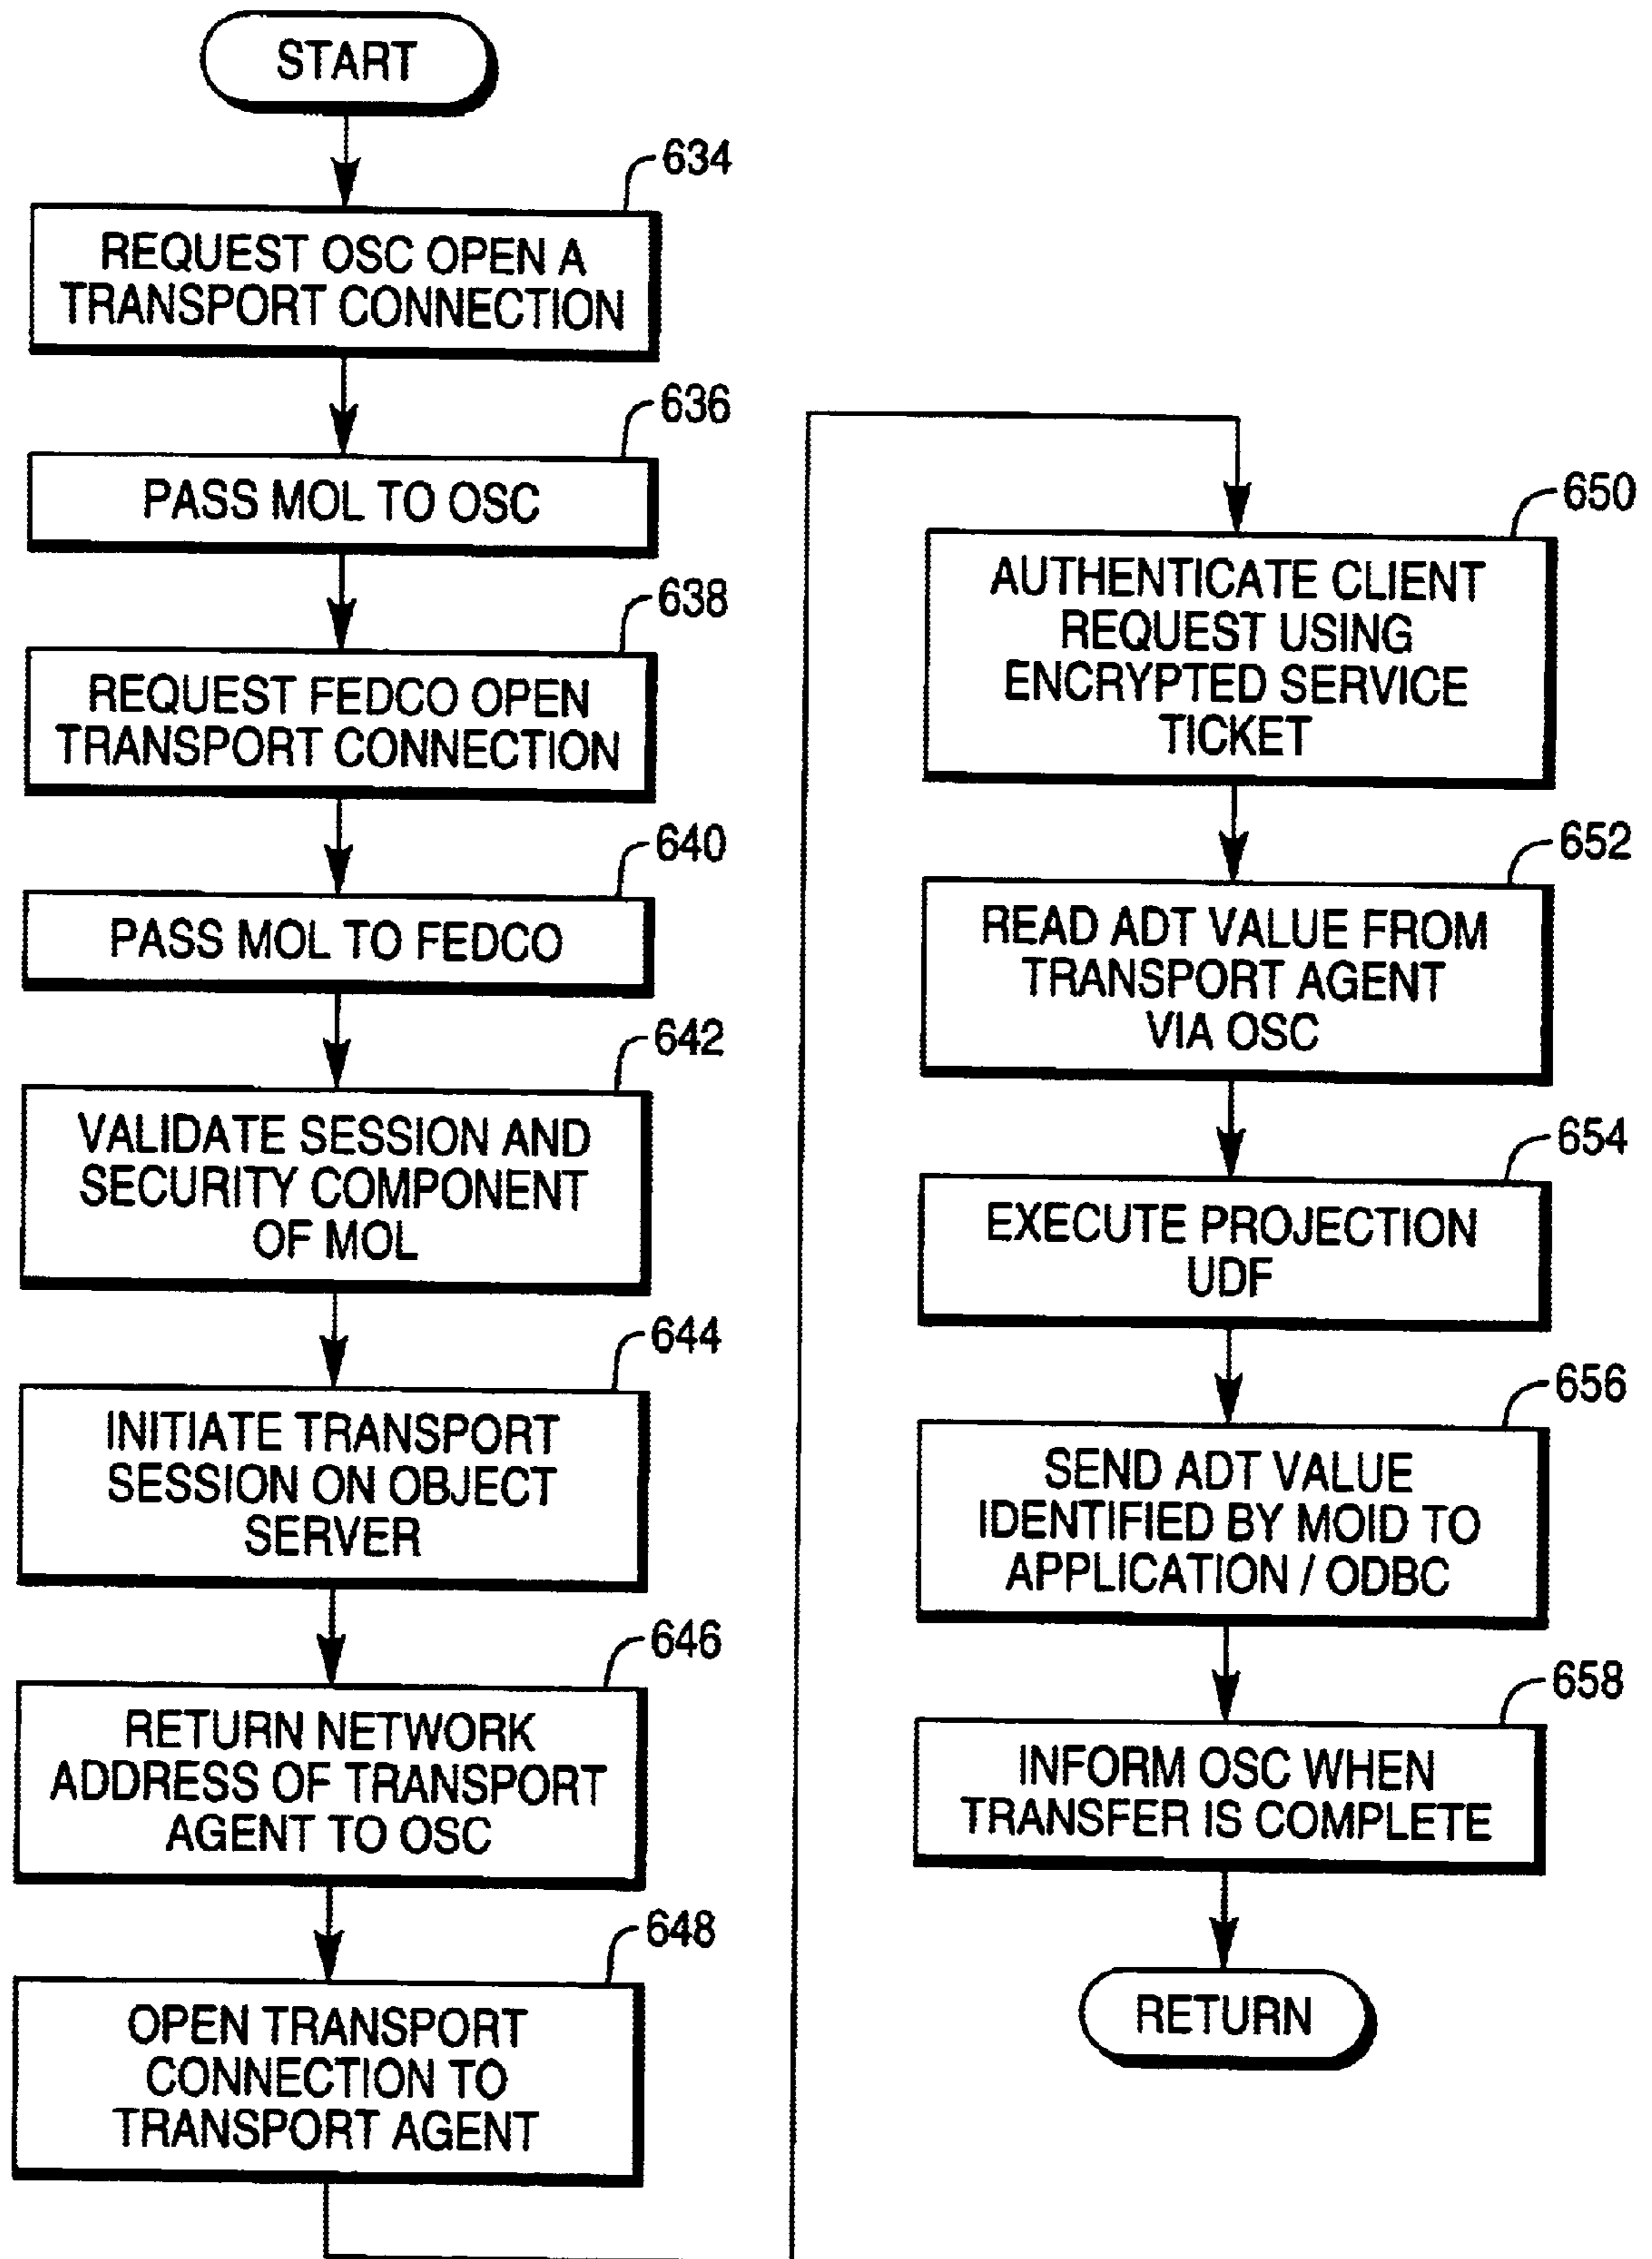 START
634
REQUEST OSC OPEN A
TRANSPORT CONNECTION
636
PASS MOL TO OSC
638
REQUEST FEDCO OPEN
TRANSPORT CONNECTION
640
PASS MOL TO FEDCO
642
VALIDATE SESSION AND
SECURITY COMPONENT
OF MOL
644
INITIATE TRANSPORT
SESSION ON OBJECT
SERVER
646
RETURN NETWORK
ADDRESS OF TRANSPORT
AGENT TO OSC
648
OPEN TRANSPORT
CONNECTION TO
TRANSPORT AGENT
650
AUTHENTICATE CLIENT
REQUEST USING
ENCRYPTED SERVICE
TICKET
652
READ ADT VALUE FROM
TRANSPORT AGENT
VIA OSC
654
EXECUTE PROJECTION
UDF
656
SEND ADT VALUE
IDENTIFIED BY MOID TO
APPLICATION / ODBC
658
INFORM OSC WHEN
TRANSFER IS COMPLETE
RETURN